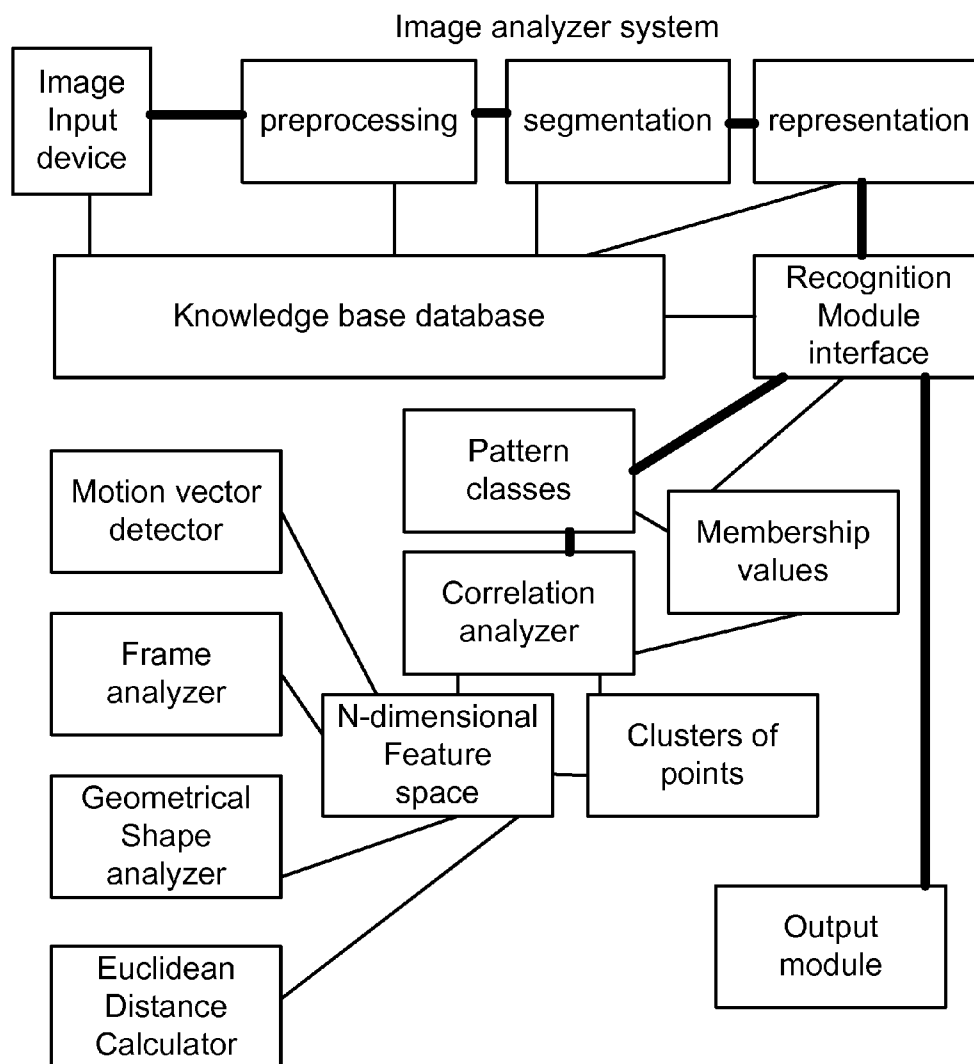 Image analyzer system
Image
Input
device
preprocessing
segmentation
representation
Knowledge base database
Recognition
Module
interface
Pattern
classes
Motion vector
detector
Membership
values
Correlation
analyzer
Frame
analyzer
N-dimensional
Feature
space
Clusters of
points
Geometrical
Shape
analyzer
Output
module
Euclidean
Distance
Calculator